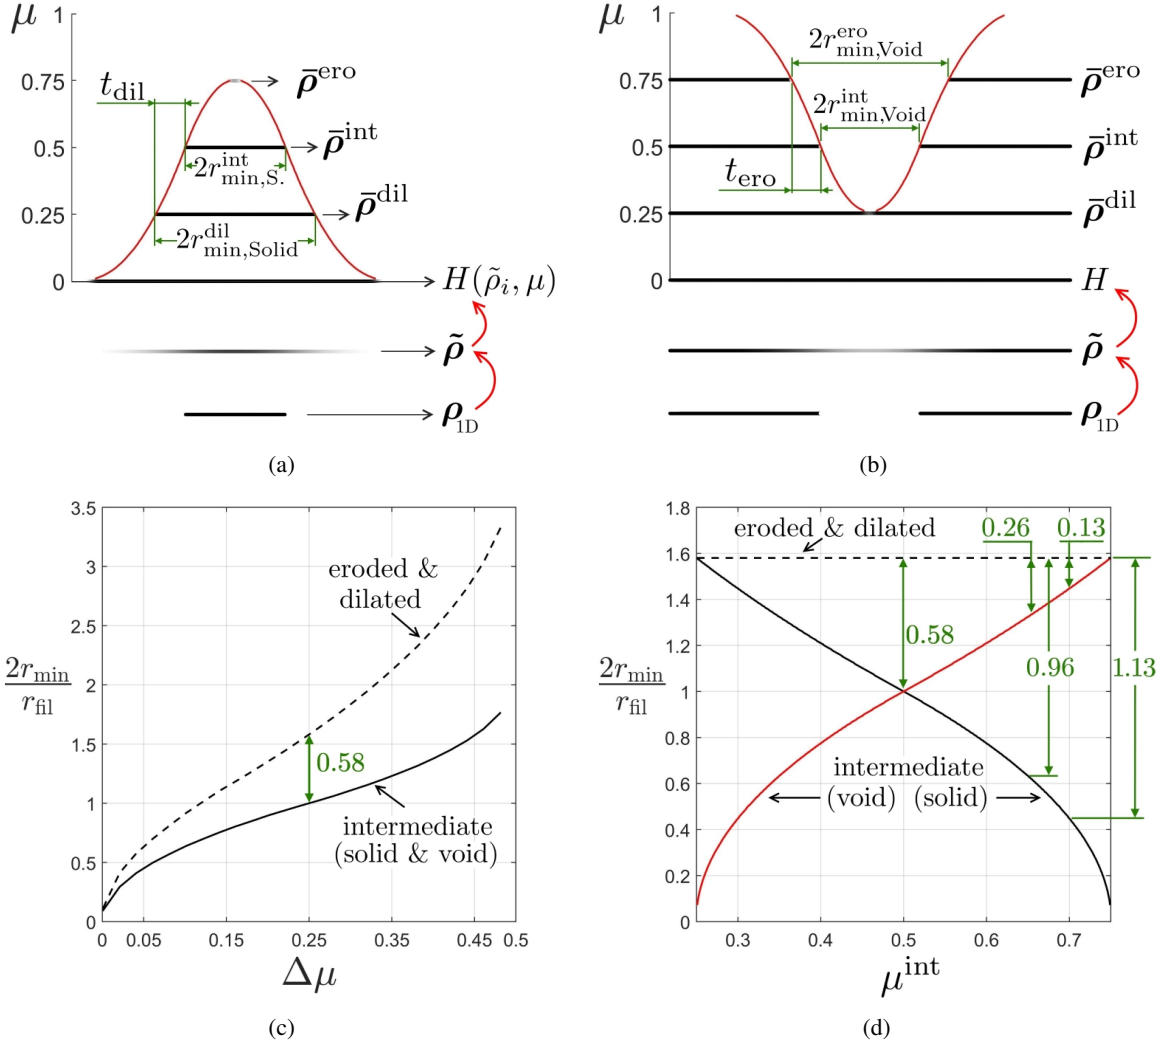 μ 1
0.75
0.5
0.25
0
t_dil
ρ̄^ero
ρ̄^int
2r^int_min,S.
ρ̄^dil
2r^dil_min,Solid
H(ρ̃_i, μ)
ρ̃
ρ_1D
(a)
μ 1
0.75
0.5
0.25
0
2r^ero_min,Void
ρ̄^ero
2r^int_min,Void
ρ̄^int
t_ero
ρ̄^dil
H
ρ̃
ρ_1D
(b)
3.5
3
2.5
2
1.5
1
0.5
0
2r_min
r_fil
eroded &
dilated
0.58
intermediate
(solid & void)
0 0.05 0.15 0.25 0.35 0.45 0.5
Δμ
(c)
1.8
1.6
1.4
1.2
1
0.8
0.6
0.4
0.2
0
2r_min
r_fil
eroded & dilated
0.26 0.13
0.58
0.96 1.13
intermediate
(void) (solid)
0.3 0.4 0.5 0.6 0.7
μ^int
(d)